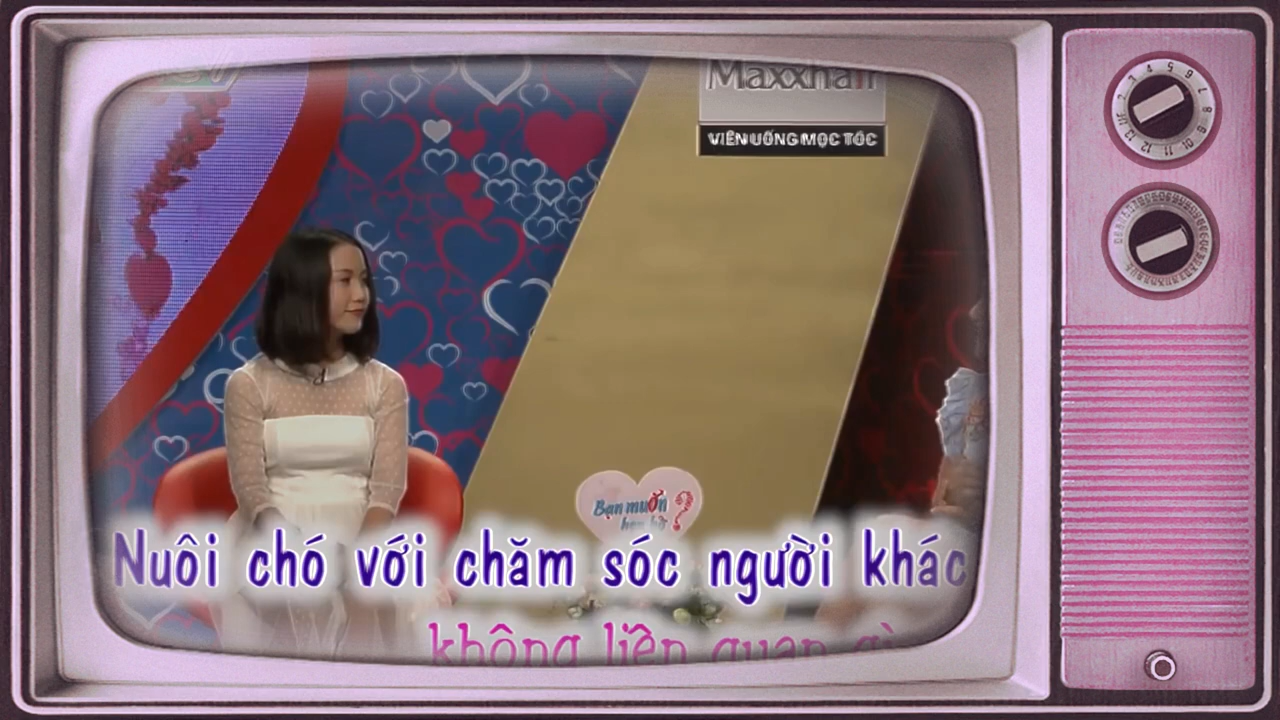 Maxxhair
VIÊN UỐNG MỌC TÓC
Bạn muốn
hẹn hò ?
Nuôi chó với chăm sóc người khác
không liên quan gì